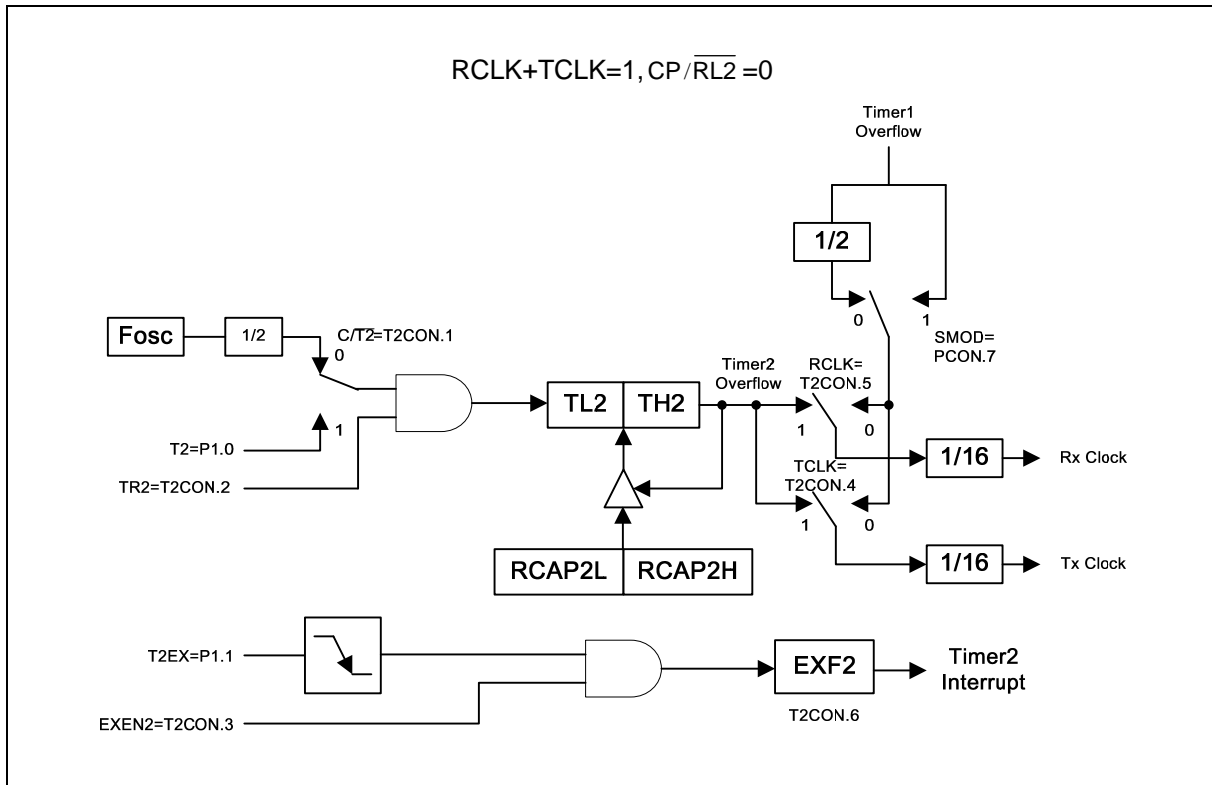 RCLK+TCLK=1, CP/R̅L̅2̅ =0
Timer1
Overflow
1/2
0
1
SMOD=
PCON.7
Fosc
1/2
C/T̅2̅=T2CON.1
0
1
T2=P1.0
TR2=T2CON.2
TL2
TH2
Timer2
Overflow
RCLK=
T2CON.5
1
0
1/16
Rx Clock
TCLK=
T2CON.4
1
0
1/16
Tx Clock
RCAP2L
RCAP2H
T2EX=P1.1
EXEN2=T2CON.3
EXF2
T2CON.6
Timer2
Interrupt